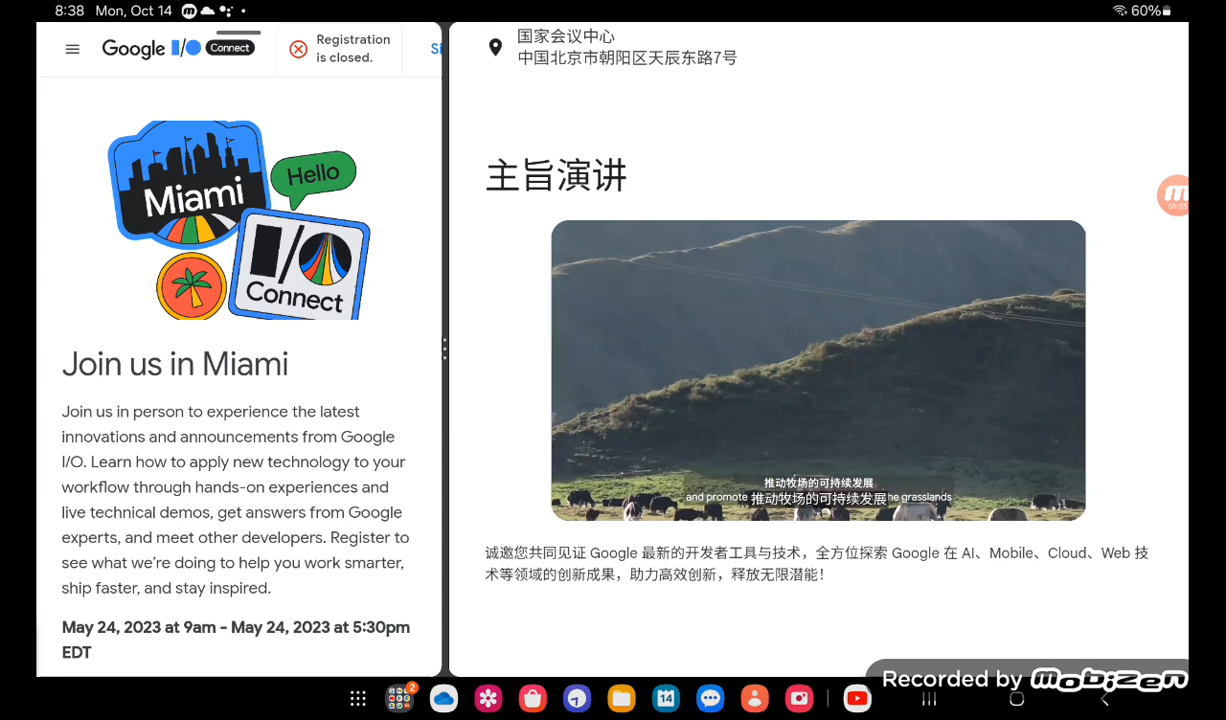 8:38 Mon, Oct 14
60%
Google I/O Connect
Registration
is closed.
Miami
Hello
I/O
Connect
Join us in Miami
Join us in person to experience the latest
innovations and announcements from Google
I/O. Learn how to apply new technology to your
workflow through hands-on experiences and
live technical demos, get answers from Google
experts, and meet other developers. Register to
see what we're doing to help you work smarter,
ship faster, and stay inspired.
May 24, 2023 at 9am - May 24, 2023 at 5:30pm
EDT
国家会议中心
中国北京市朝阳区天辰东路7号
主旨演讲
推动牧场的可持续发展
and promote 推动牧场的可持续发展he grasslands
诚邀您共同见证 Google 最新的开发者工具与技术，全方位探索 Google 在 AI、Mobile、Cloud、Web 技
术等领域的创新成果，助力高效创新，释放无限潜能！
06:55
Recorded by mobizen
2
14